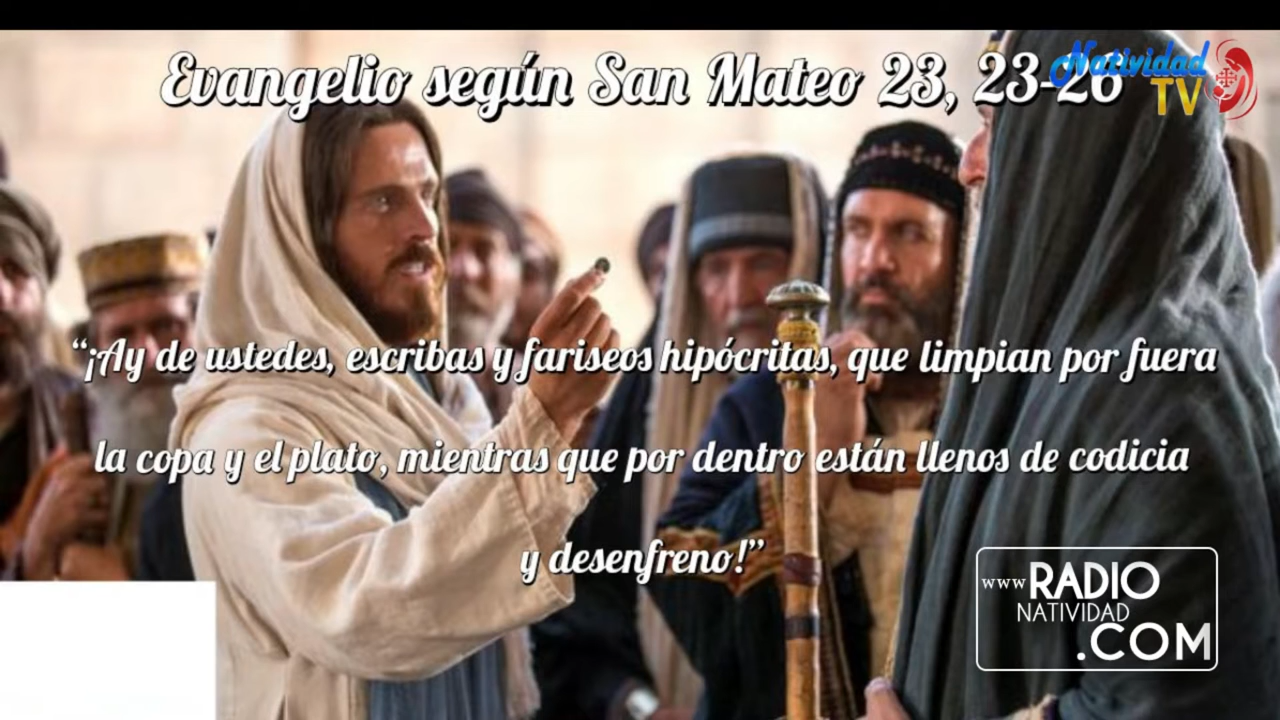 Evangelio según San Mateo 23, 23-26
Natividad
TV
“¡Ay de ustedes, escribas y fariseos hipócritas, que limpian por fuera
la copa y el plato, mientras que por dentro están llenos de codicia
y desenfreno!”
www RADIO
NATIVIDAD
.COM